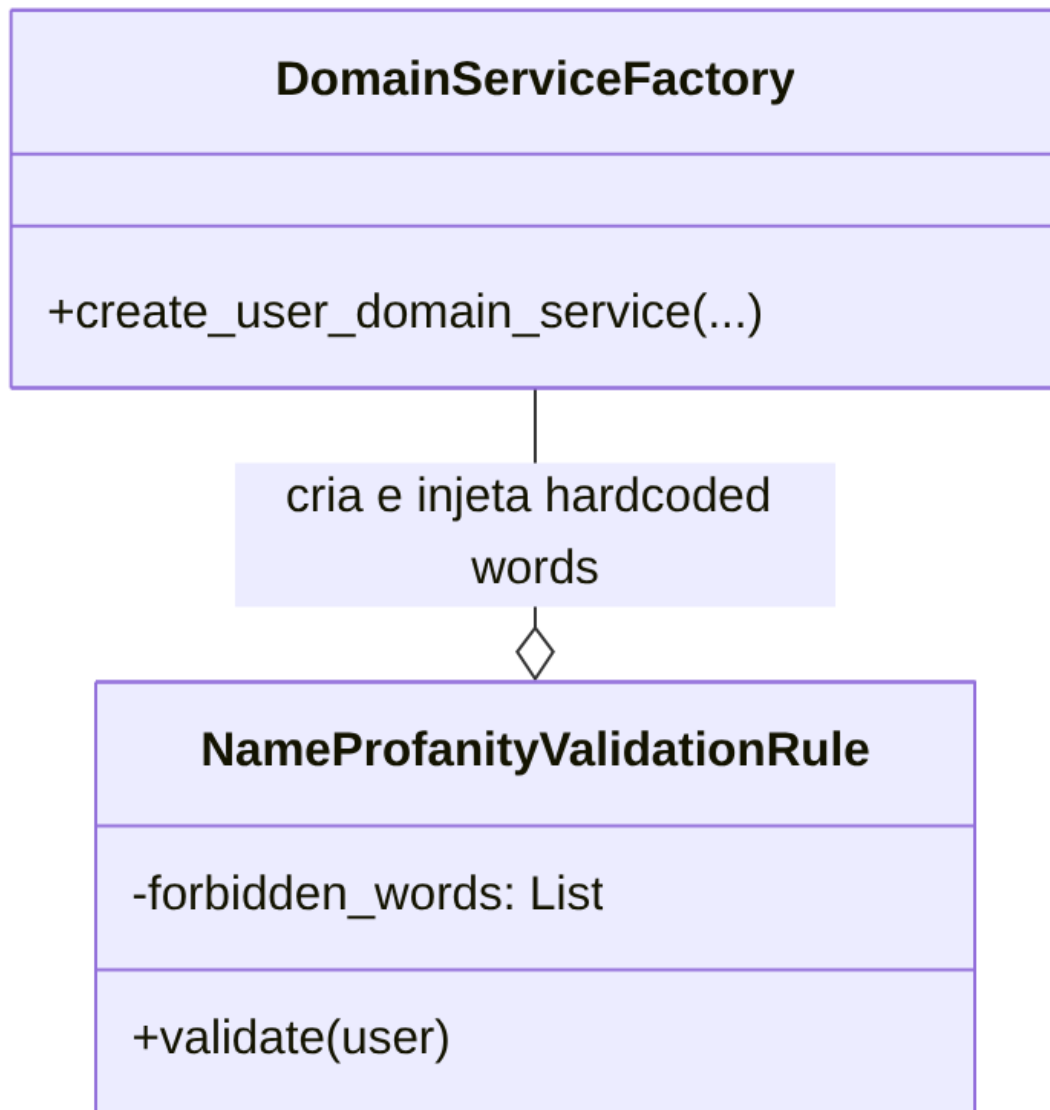 DomainServiceFactory
+create_user_domain_service(...)
cria e injeta hardcoded
words
NameProfanityValidationRule
-forbidden_words: List
+validate(user)